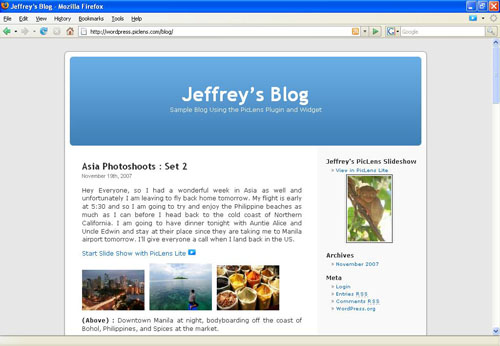 Jeffrey's Blog - Mozilla Firefox
File Edit View History Bookmarks Tools Help
http://wordpress.piclens.com/blog/
Google
Jeffrey's Blog
Sample Blog Using the PicLens Plugin and Widget
Asia Photoshoots : Set 2
November 19th, 2007
Hey Everyone, so I had a wonderful week in Asia as well and
unfortunately I am leaving to fly back home tomorrow. My flight is early
at 5:30 so I am going to try and enjoy the Philippine beaches as
much as I can before I head back to the cold coast of Northern
California. I am going to have dinner tonight with Auntie Alice and
Uncle Edwin and stay at their place since they are taking me to Manila
airport tomorrow. I'll give everyone a call when I land back in the US.
Start Slide Show with PicLens Lite
(Above) : Downtown Manila at night, bodyboarding off the coast of
Bohol, Philippines, and Spices at the market.
Jeffrey's PicLens Slideshow
» View in PicLens Lite
Archives
» November 2007
Meta
» Login
» Entries RSS
» Comments RSS
» WordPress.org